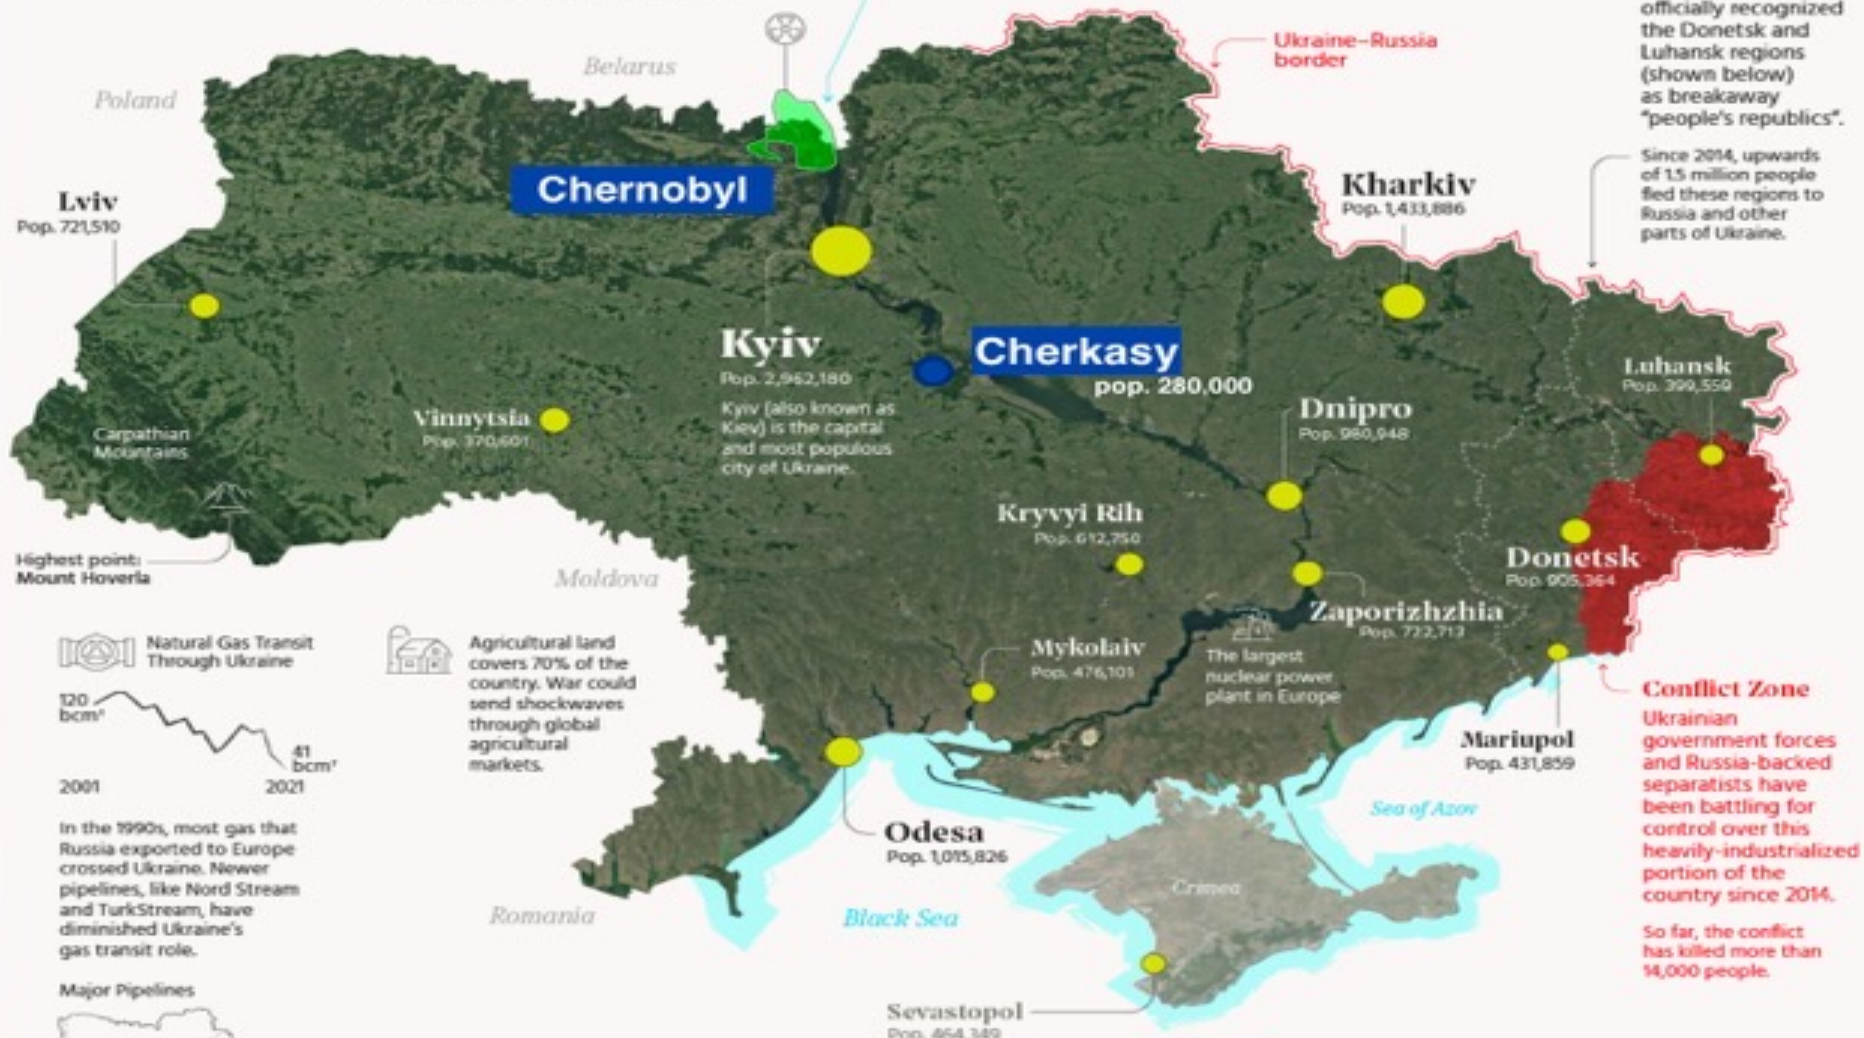 officially recognized
the Donetsk and
Luhansk regions
(shown below)
as breakaway
"people's republics".
Ukraine–Russia
border
Belarus
Poland
Since 2014, upwards
of 1.5 million people
fled these regions to
Russia and other
parts of Ukraine.
Chernobyl
Kharkiv
Pop. 1,433,886
Lviv
Pop. 721,510
Kyiv
Pop. 2,962,180
Kyiv (also known as
Kiev) is the capital
and most populous
city of Ukraine.
Cherkasy
pop. 280,000
Luhansk
Pop. 399,559
Vinnytsia
Pop. 370,601
Dnipro
Pop. 980,948
Carpathian
Mountains
Kryvyi Rih
Pop. 612,750
Donetsk
Pop. 905,364
Highest point:
Mount Hoverla
Moldova
Zaporizhzhia
Pop. 722,713
Natural Gas Transit
Through Ukraine
120
bcm³
41
bcm³
2001
2021
Agricultural land
covers 70% of the
country. War could
send shockwaves
through global
agricultural
markets.
Mykolaiv
Pop. 476,101
The largest
nuclear power
plant in Europe
Conflict Zone
Ukrainian
government forces
and Russia-backed
separatists have
been battling for
control over this
heavily-industrialized
portion of the
country since 2014.
So far, the conflict
has killed more than
14,000 people.
Mariupol
Pop. 431,859
Sea of Azov
In the 1990s, most gas that
Russia exported to Europe
crossed Ukraine. Newer
pipelines, like Nord Stream
and TurkStream, have
diminished Ukraine's
gas transit role.
Odesa
Pop. 1,015,826
Crimea
Romania
Black Sea
Major Pipelines
Sevastopol
Pop. 464,349